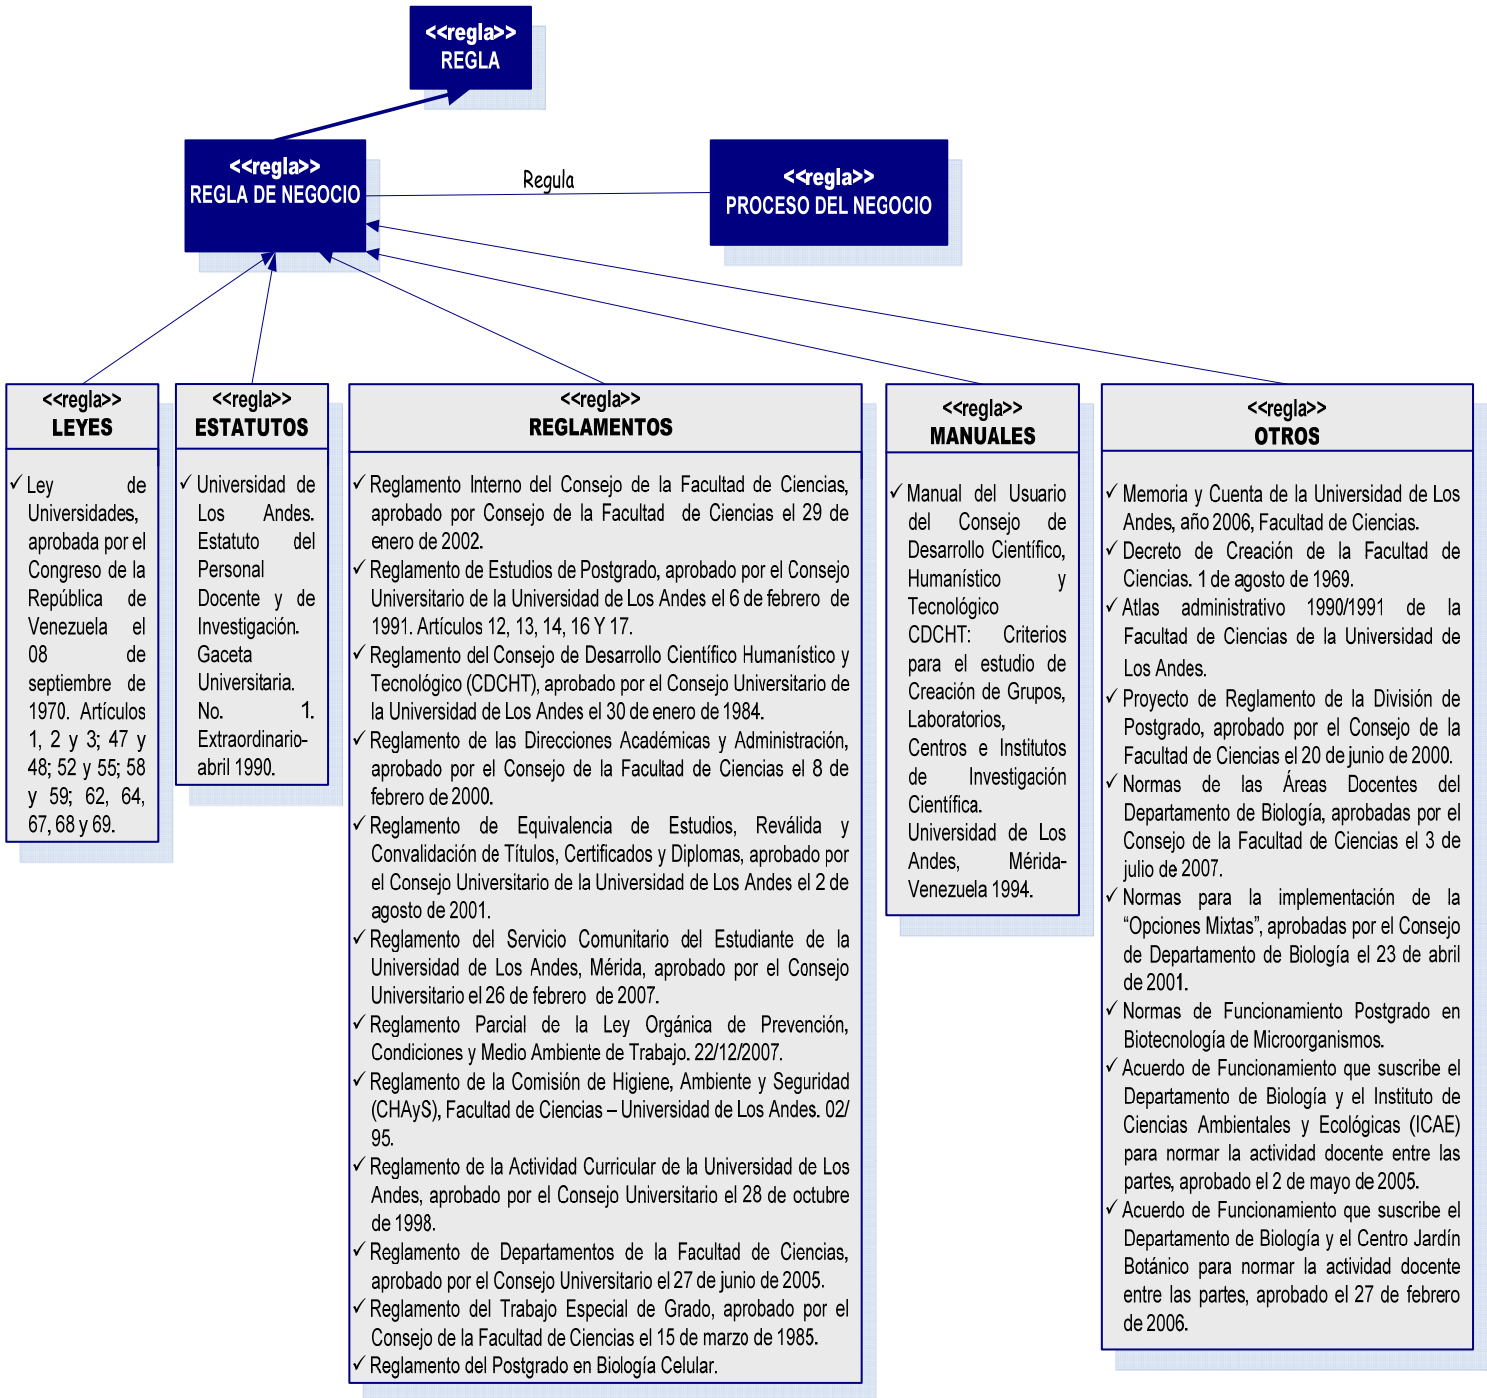 <<regla>>
REGLA
<<regla>>
REGLA DE NEGOCIO
Regula
<<regla>>
PROCESO DEL NEGOCIO
<<regla>>
LEYES
✓ Ley de
Universidades,
aprobada por el
Congreso de la
República de
Venezuela el
08 de
septiembre de
1970. Artículos
1, 2 y 3; 47 y
48; 52 y 55; 58
y 59; 62, 64,
67, 68 y 69.
<<regla>>
ESTATUTOS
✓ Universidad de
Los Andes.
Estatuto del
Personal
Docente y de
Investigación.
Gaceta
Universitaria.
No. 1.
Extraordinario-
abril 1990.
<<regla>>
REGLAMENTOS
✓ Reglamento Interno del Consejo de la Facultad de Ciencias,
aprobado por Consejo de la Facultad de Ciencias el 29 de
enero de 2002.
✓ Reglamento de Estudios de Postgrado, aprobado por el Consejo
Universitario de la Universidad de Los Andes el 6 de febrero de
1991. Artículos 12, 13, 14, 16 Y 17.
✓ Reglamento del Consejo de Desarrollo Científico Humanístico y
Tecnológico (CDCHT), aprobado por el Consejo Universitario de
la Universidad de Los Andes el 30 de enero de 1984.
✓ Reglamento de las Direcciones Académicas y Administración,
aprobado por el Consejo de la Facultad de Ciencias el 8 de
febrero de 2000.
✓ Reglamento de Equivalencia de Estudios, Reválida y
Convalidación de Títulos, Certificados y Diplomas, aprobado por
el Consejo Universitario de la Universidad de Los Andes el 2 de
agosto de 2001.
✓ Reglamento del Servicio Comunitario del Estudiante de la
Universidad de Los Andes, Mérida, aprobado por el Consejo
Universitario el 26 de febrero de 2007.
✓ Reglamento Parcial de la Ley Orgánica de Prevención,
Condiciones y Medio Ambiente de Trabajo. 22/12/2007.
✓ Reglamento de la Comisión de Higiene, Ambiente y Seguridad
(CHAyS), Facultad de Ciencias – Universidad de Los Andes. 02/
95.
✓ Reglamento de la Actividad Curricular de la Universidad de Los
Andes, aprobado por el Consejo Universitario el 28 de octubre
de 1998.
✓ Reglamento de Departamentos de la Facultad de Ciencias,
aprobado por el Consejo Universitario el 27 de junio de 2005.
✓ Reglamento del Trabajo Especial de Grado, aprobado por el
Consejo de la Facultad de Ciencias el 15 de marzo de 1985.
✓ Reglamento del Postgrado en Biología Celular.
<<regla>>
MANUALES
✓ Manual del Usuario
del Consejo de
Desarrollo Científico,
Humanístico y
Tecnológico
CDCHT: Criterios
para el estudio de
Creación de Grupos,
Laboratorios,
Centros e Institutos
de Investigación
Científica.
Universidad de Los
Andes, Mérida-
Venezuela 1994.
<<regla>>
OTROS
✓ Memoria y Cuenta de la Universidad de Los
Andes, año 2006, Facultad de Ciencias.
✓ Decreto de Creación de la Facultad de
Ciencias. 1 de agosto de 1969.
✓ Atlas administrativo 1990/1991 de la
Facultad de Ciencias de la Universidad de
Los Andes.
✓ Proyecto de Reglamento de la División de
Postgrado, aprobado por el Consejo de la
Facultad de Ciencias el 20 de junio de 2000.
✓ Normas de las Áreas Docentes del
Departamento de Biología, aprobadas por el
Consejo de la Facultad de Ciencias el 3 de
julio de 2007.
✓ Normas para la implementación de la
“Opciones Mixtas”, aprobadas por el Consejo
de Departamento de Biología el 23 de abril
de 2001.
✓ Normas de Funcionamiento Postgrado en
Biotecnología de Microorganismos.
✓ Acuerdo de Funcionamiento que suscribe el
Departamento de Biología y el Instituto de
Ciencias Ambientales y Ecológicas (ICAE)
para normar la actividad docente entre las
partes, aprobado el 2 de mayo de 2005.
✓ Acuerdo de Funcionamiento que suscribe el
Departamento de Biología y el Centro Jardín
Botánico para normar la actividad docente
entre las partes, aprobado el 27 de febrero
de 2006.